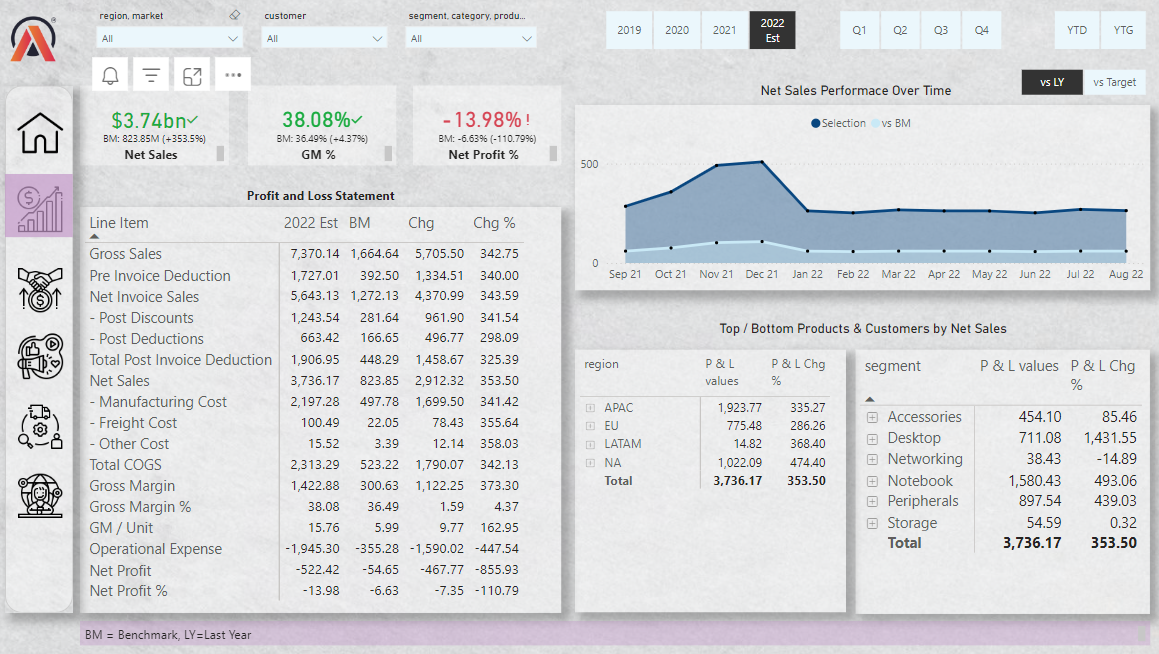 region, market
customer
segment, category, produ...
All
All
All
2019
2020
2021
2022 Est
Q1
Q2
Q3
Q4
YTD
YTG
vs LY
vs Target
$3.74bn
BM: 823.85M (+353.5%)
Net Sales
38.08%
BM: 36.49% (+4.37%)
GM %
-13.98%!
BM: -6.63% (-110.79%)
Net Profit %
Net Sales Performace Over Time
Selection
vs BM
500
0
Sep 21 Oct 21 Nov 21 Dec 21 Jan 22 Feb 22 Mar 22 Apr 22 May 22 Jun 22 Jul 22 Aug 22
Profit and Loss Statement
Line Item 2022 Est BM Chg Chg %
Gross Sales 7,370.14 1,664.64 5,705.50 342.75
Pre Invoice Deduction 1,727.01 392.50 1,334.51 340.00
Net Invoice Sales 5,643.13 1,272.13 4,370.99 343.59
- Post Discounts 1,243.54 281.64 961.90 341.54
- Post Deductions 663.42 166.65 496.77 298.09
Total Post Invoice Deduction 1,906.95 448.29 1,458.67 325.39
Net Sales 3,736.17 823.85 2,912.32 353.50
- Manufacturing Cost 2,197.28 497.78 1,699.50 341.42
- Freight Cost 100.49 22.05 78.43 355.64
- Other Cost 15.52 3.39 12.14 358.03
Total COGS 2,313.29 523.22 1,790.07 342.13
Gross Margin 1,422.88 300.63 1,122.25 373.30
Gross Margin % 38.08 36.49 1.59 4.37
GM / Unit 15.76 5.99 9.77 162.95
Operational Expense -1,945.30 -355.28 -1,590.02 -447.54
Net Profit -522.42 -54.65 -467.77 -855.93
Net Profit % -13.98 -6.63 -7.35 -110.79
Top / Bottom Products & Customers by Net Sales
region P & L values P & L Chg %
APAC 1,923.77 335.27
EU 775.48 286.26
LATAM 14.82 368.40
NA 1,022.09 474.40
Total 3,736.17 353.50
segment P & L values P & L Chg %
Accessories 454.10 85.46
Desktop 711.08 1,431.55
Networking 38.43 -14.89
Notebook 1,580.43 493.06
Peripherals 897.54 439.03
Storage 54.59 0.32
Total 3,736.17 353.50
BM = Benchmark, LY=Last Year